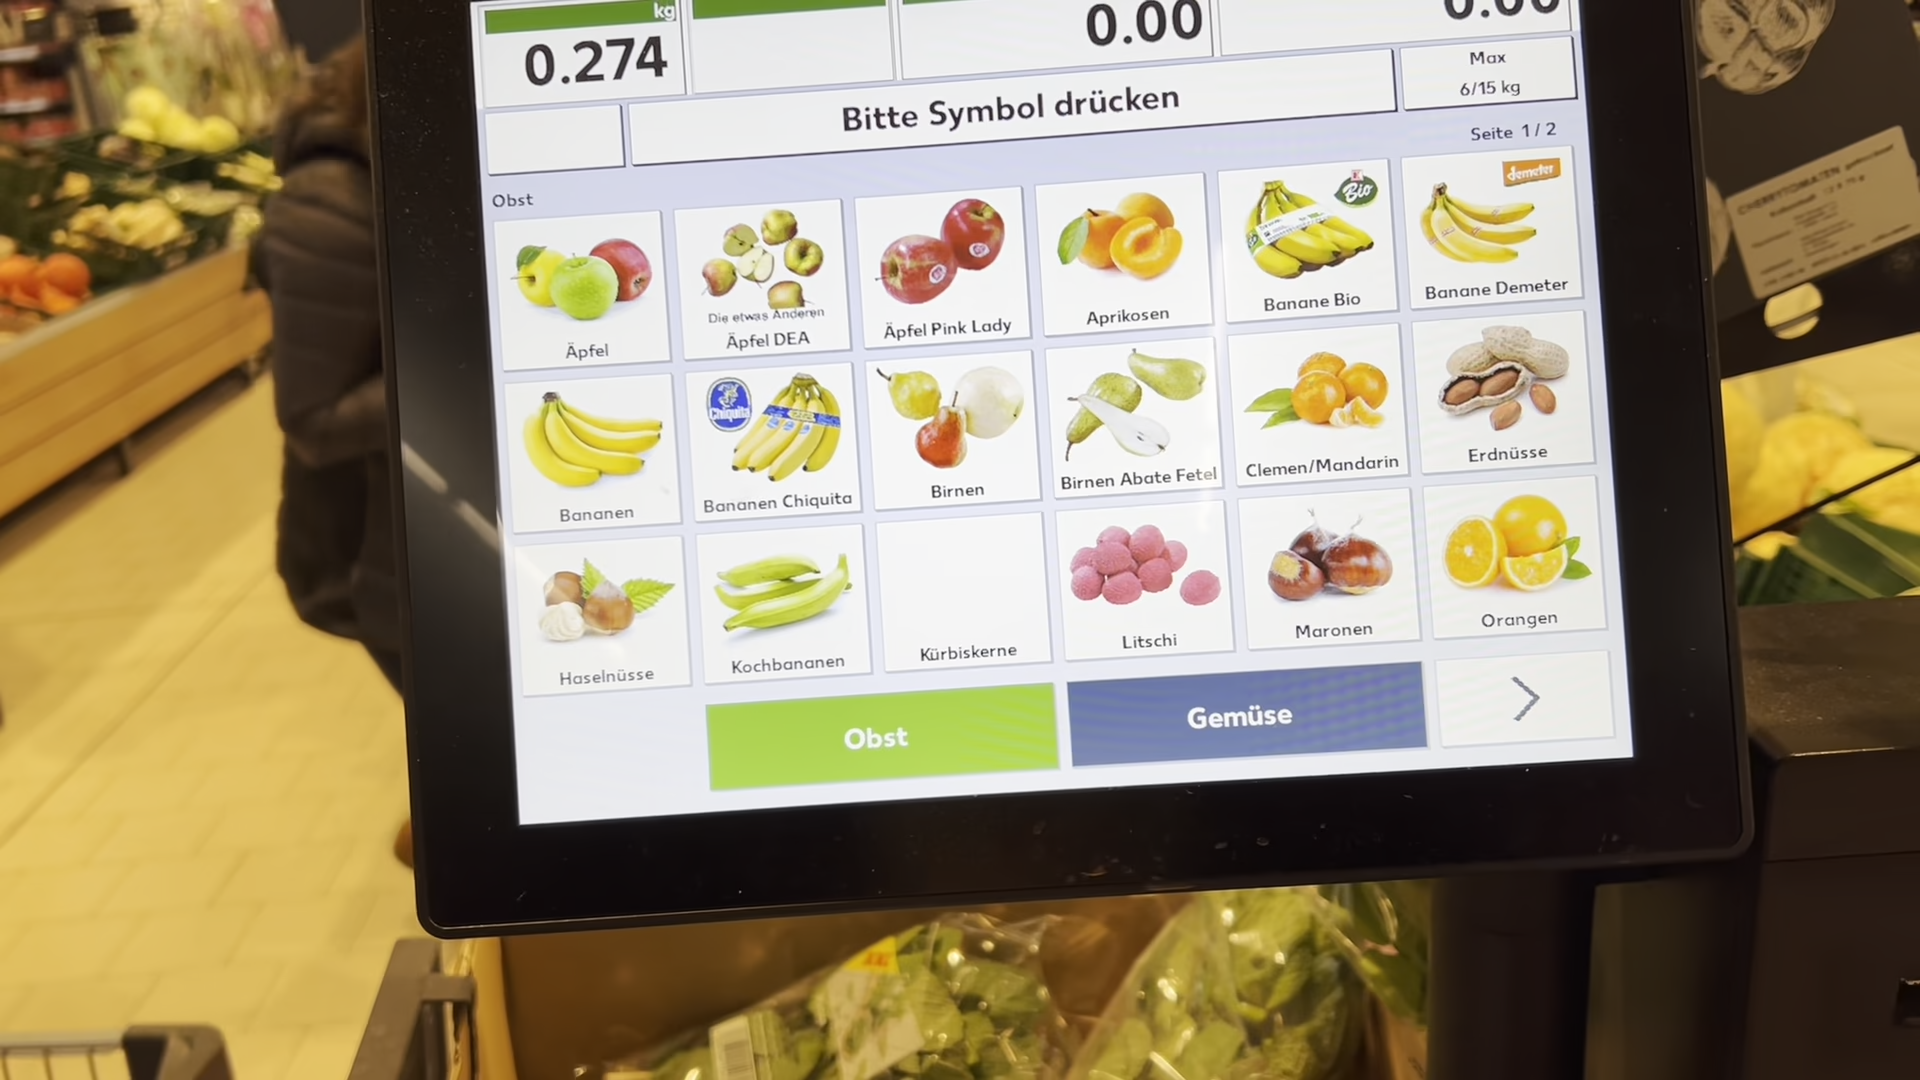 kg
0.274
0.00
0.00
Bitte Symbol drücken
Max
6/15 kg
Seite 1 / 2
Obst
Äpfel
Die etwas Anderen
Äpfel DEA
Äpfel Pink Lady
Aprikosen
Bio
Banane Bio
demeter
Banane Demeter
Bananen
Chiquita
Bananen Chiquita
Birnen
Birnen Abate Fetel
Clemen/Mandarin
Erdnüsse
Haselnüsse
Kochbananen
Kürbiskerne
Litschi
Maronen
Orangen
Obst
Gemüse